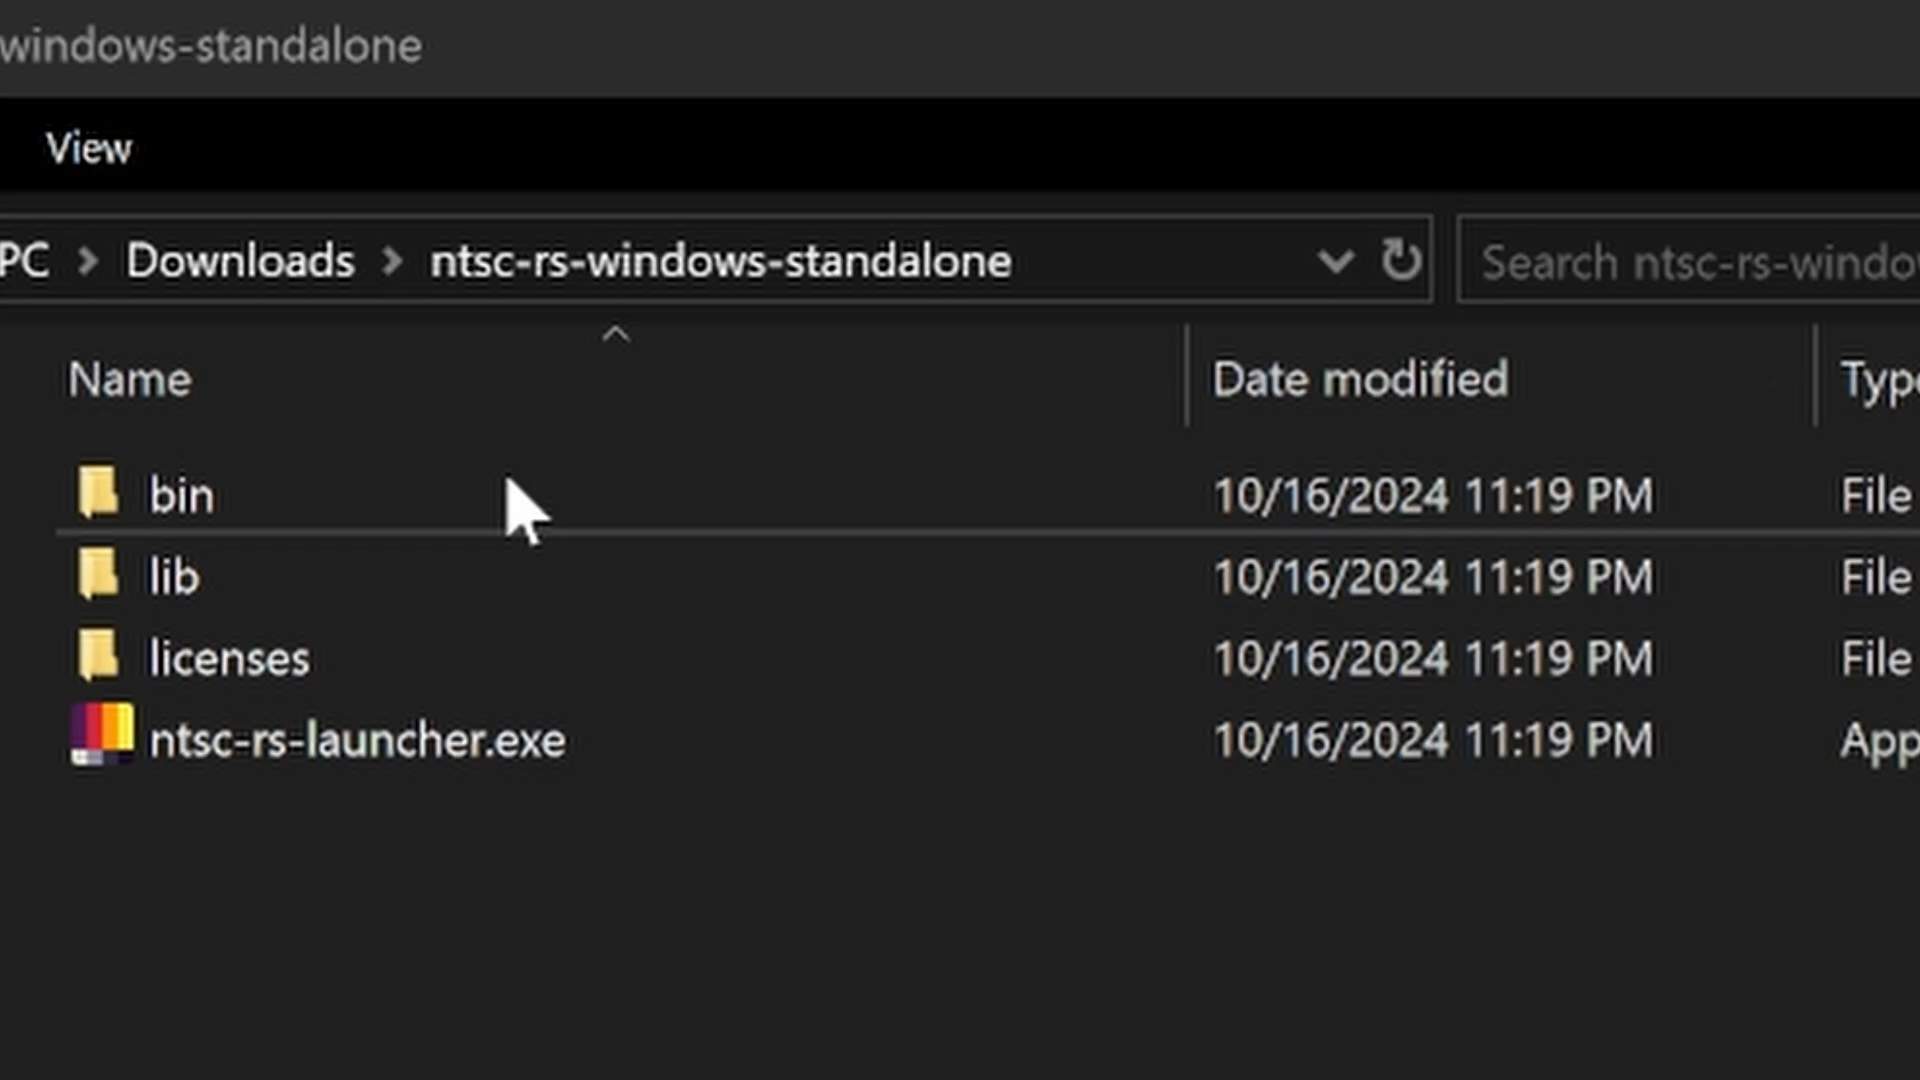 windows-standalone
View
PC > Downloads > ntsc-rs-windows-standalone Search ntsc-rs-windo
Name Date modified Type
bin 10/16/2024 11:19 PM File
lib 10/16/2024 11:19 PM File
licenses 10/16/2024 11:19 PM File
ntsc-rs-launcher.exe 10/16/2024 11:19 PM App